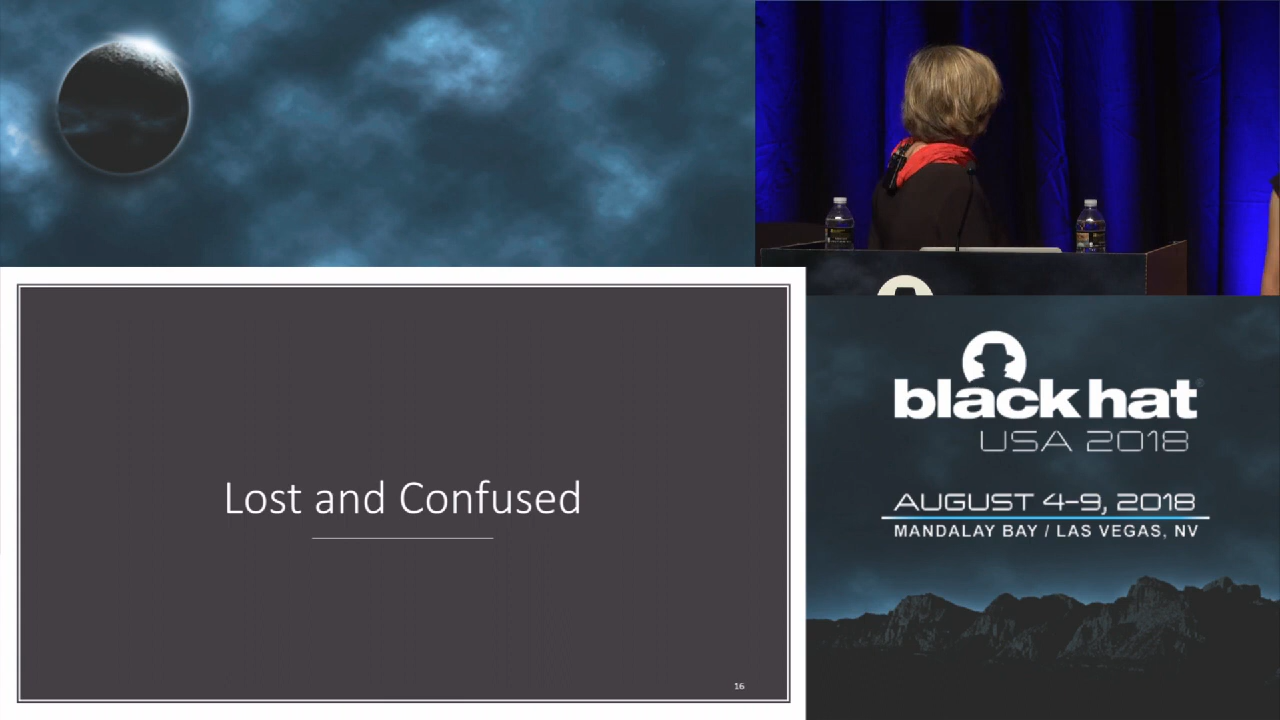 Lost and Confused
16
black hat
USA 2018
AUGUST 4-9, 2018
MANDALAY BAY / LAS VEGAS, NV